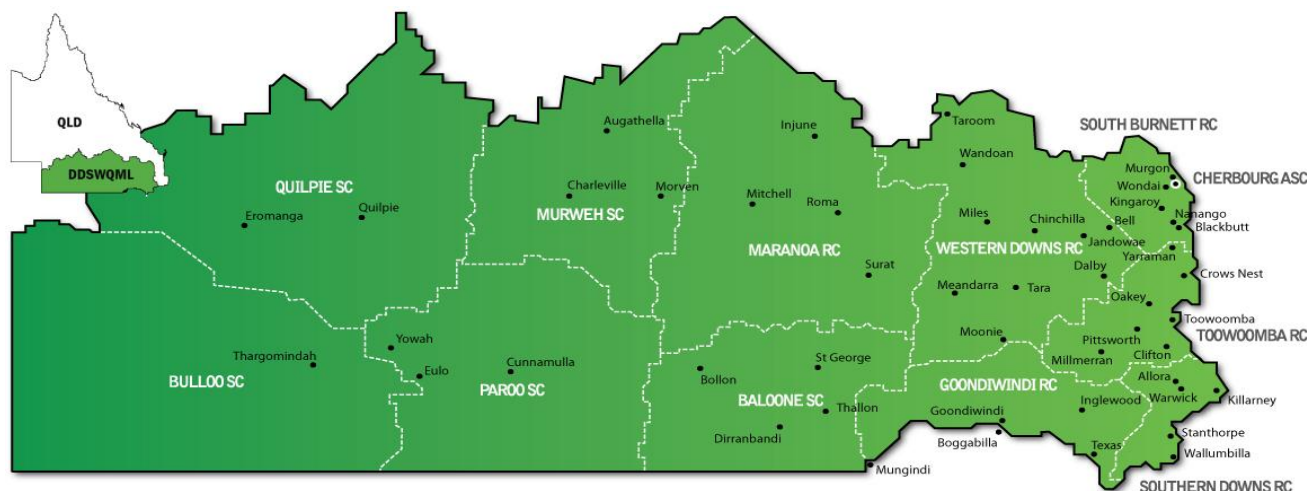 QLD
DDSWQML
QUILPIE SC
Eromanga
Quilpie
BULLOO SC
Thargomindah
Augathella
Charleville
Morven
MURWEH SC
Yowah
Eulo
Cunnamulla
PAROO SC
Injune
Mitchell
Roma
MARANOA RC
Surat
St George
Bollon
BALOONE SC
Thallon
Dirranbandi
Mungindi
Taroom
Wandoan
Miles
Chinchilla
WESTERN DOWNS RC
Bell
Jandowae
Dalby
Meandarra
Tara
Moonie
GOONDIWINDI RC
Goondiwindi
Inglewood
Boggabilla
Texas
SOUTH BURNETT RC
Murgon
CHERBOURG ASC
Wondai
Kingaroy
Nanango
Blackbutt
Yarraman
Crows Nest
Oakey
Toowoomba
TOOWOOMBA RC
Pittsworth
Millmerran
Clifton
Allora
Warwick
Killarney
Stanthorpe
Wallumbilla
SOUTHERN DOWNS RC